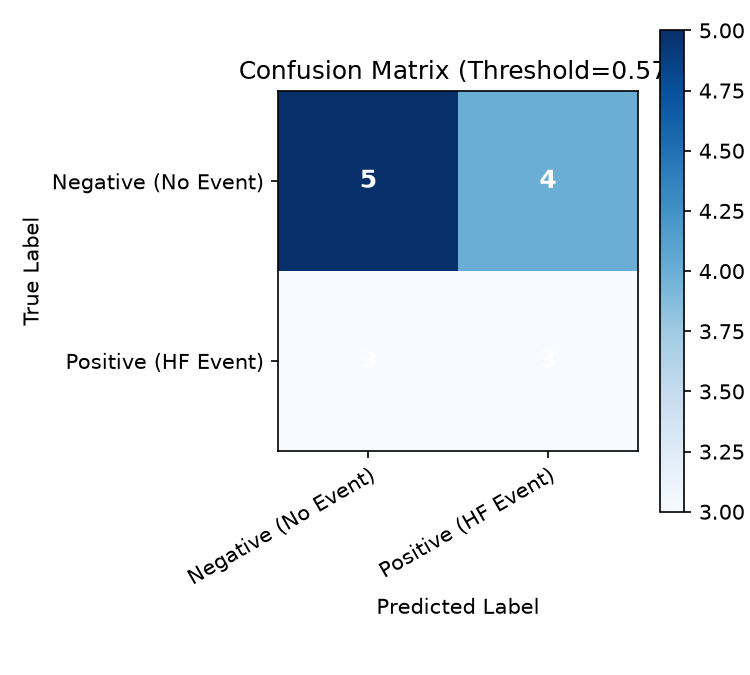 Confusion Matrix (Threshold=0.57
5.00
4.75
4.50
4.25
4.00
3.75
3.50
3.25
3.00
True Label
Negative (No Event)
5 4
Positive (HF Event)
3 3
Negative (No Event)
Positive (HF Event)
Predicted Label